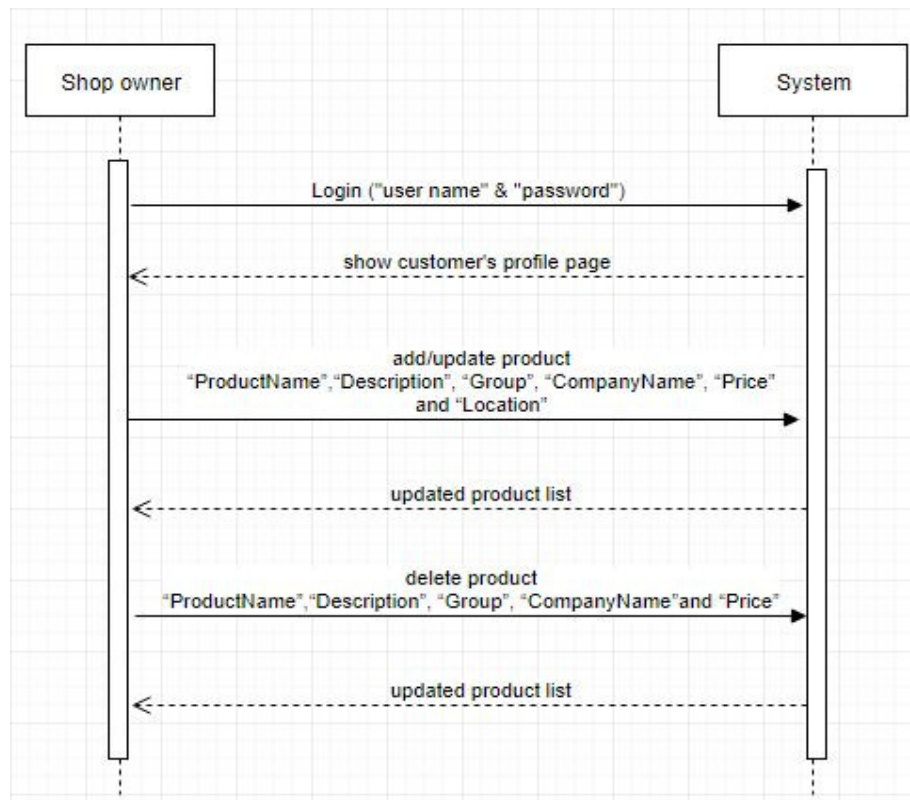 Shop owner
System
Login ("user name" & "password")
show customer's profile page
add/update product
“ProductName”,“Description”, “Group”, “CompanyName”, “Price”
and “Location”
updated product list
delete product
“ProductName”,“Description”, “Group”, “CompanyName”and “Price”
updated product list